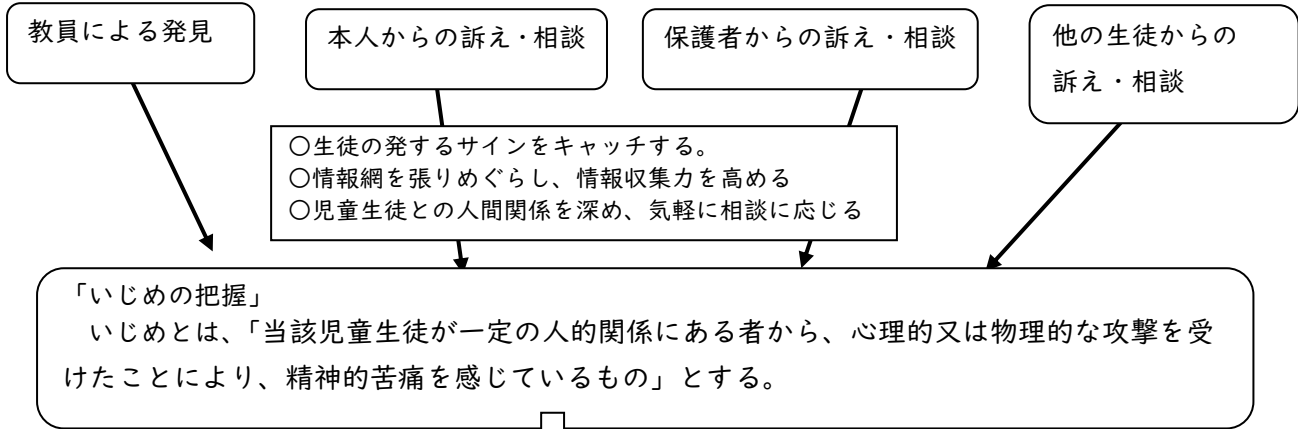 教員による発見
本人からの訴え・相談
保護者からの訴え・相談
他の生徒からの
訴え・相談
○生徒の発するサインをキャッチする。
○情報網を張りめぐらし、情報収集力を高める
○児童生徒との人間関係を深め、気軽に相談に応じる
「いじめの把握」
いじめとは、「当該児童生徒が一定の人的関係にある者から、心理的又は物理的な攻撃を受
けたことにより、精神的苦痛を感じているもの」とする。